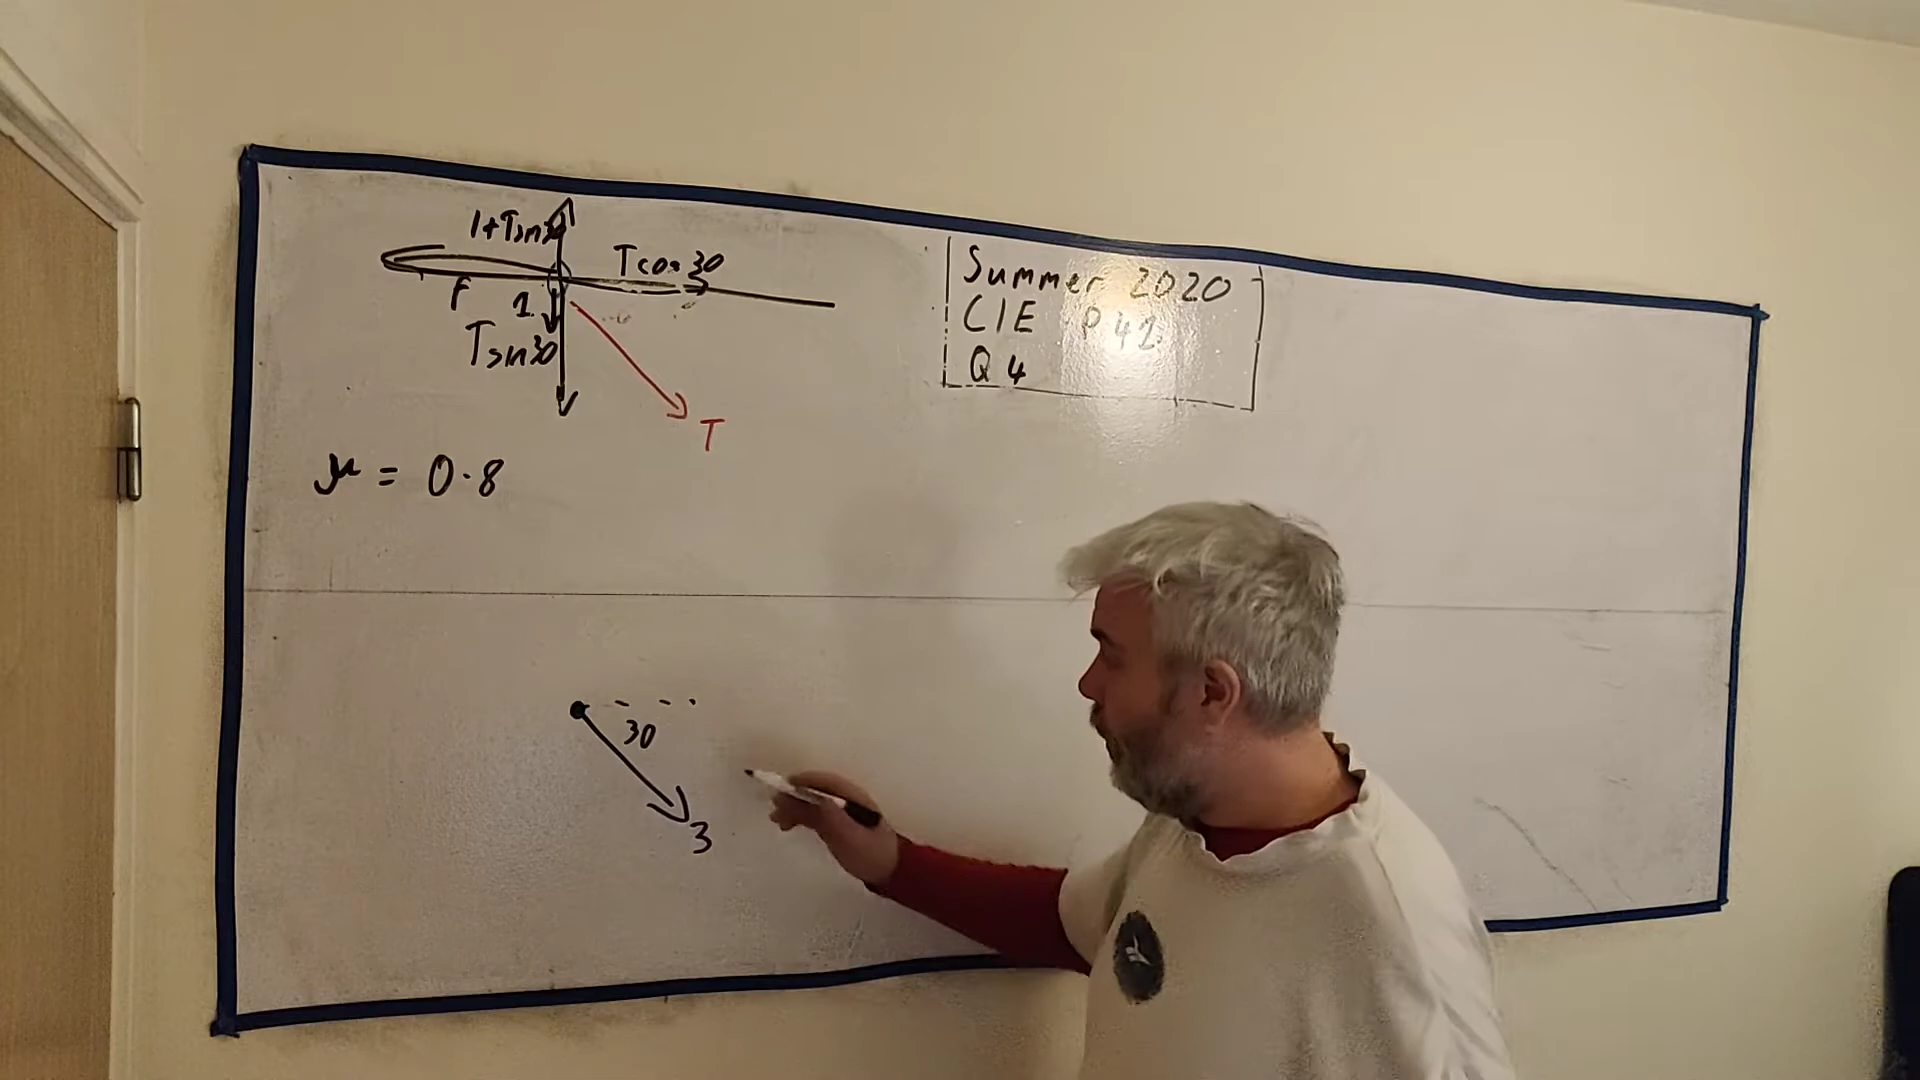 1+Tsin30
Tcos30
F
1
Tsin30
T
μ = 0.8
Summer 2020
CIE P42
Q4
30
3